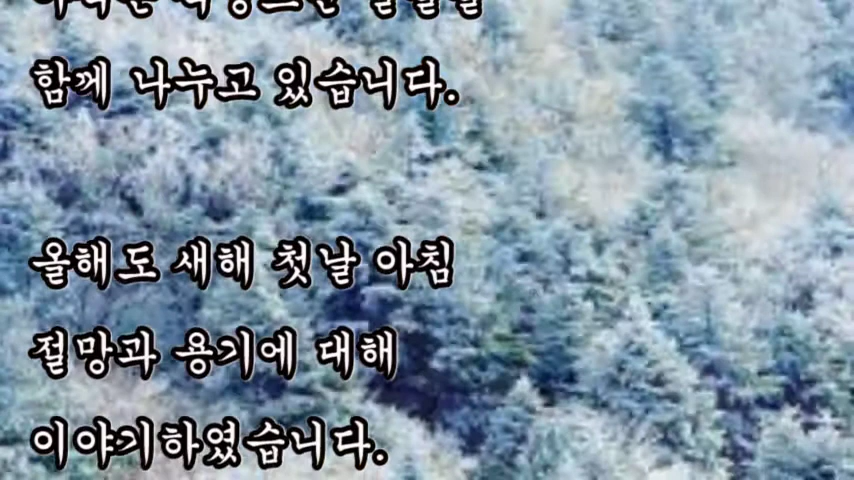 함께 나누고 있습니다.
올해도 새해 첫날 아침
절망과 용기에 대해
이야기하였습니다.